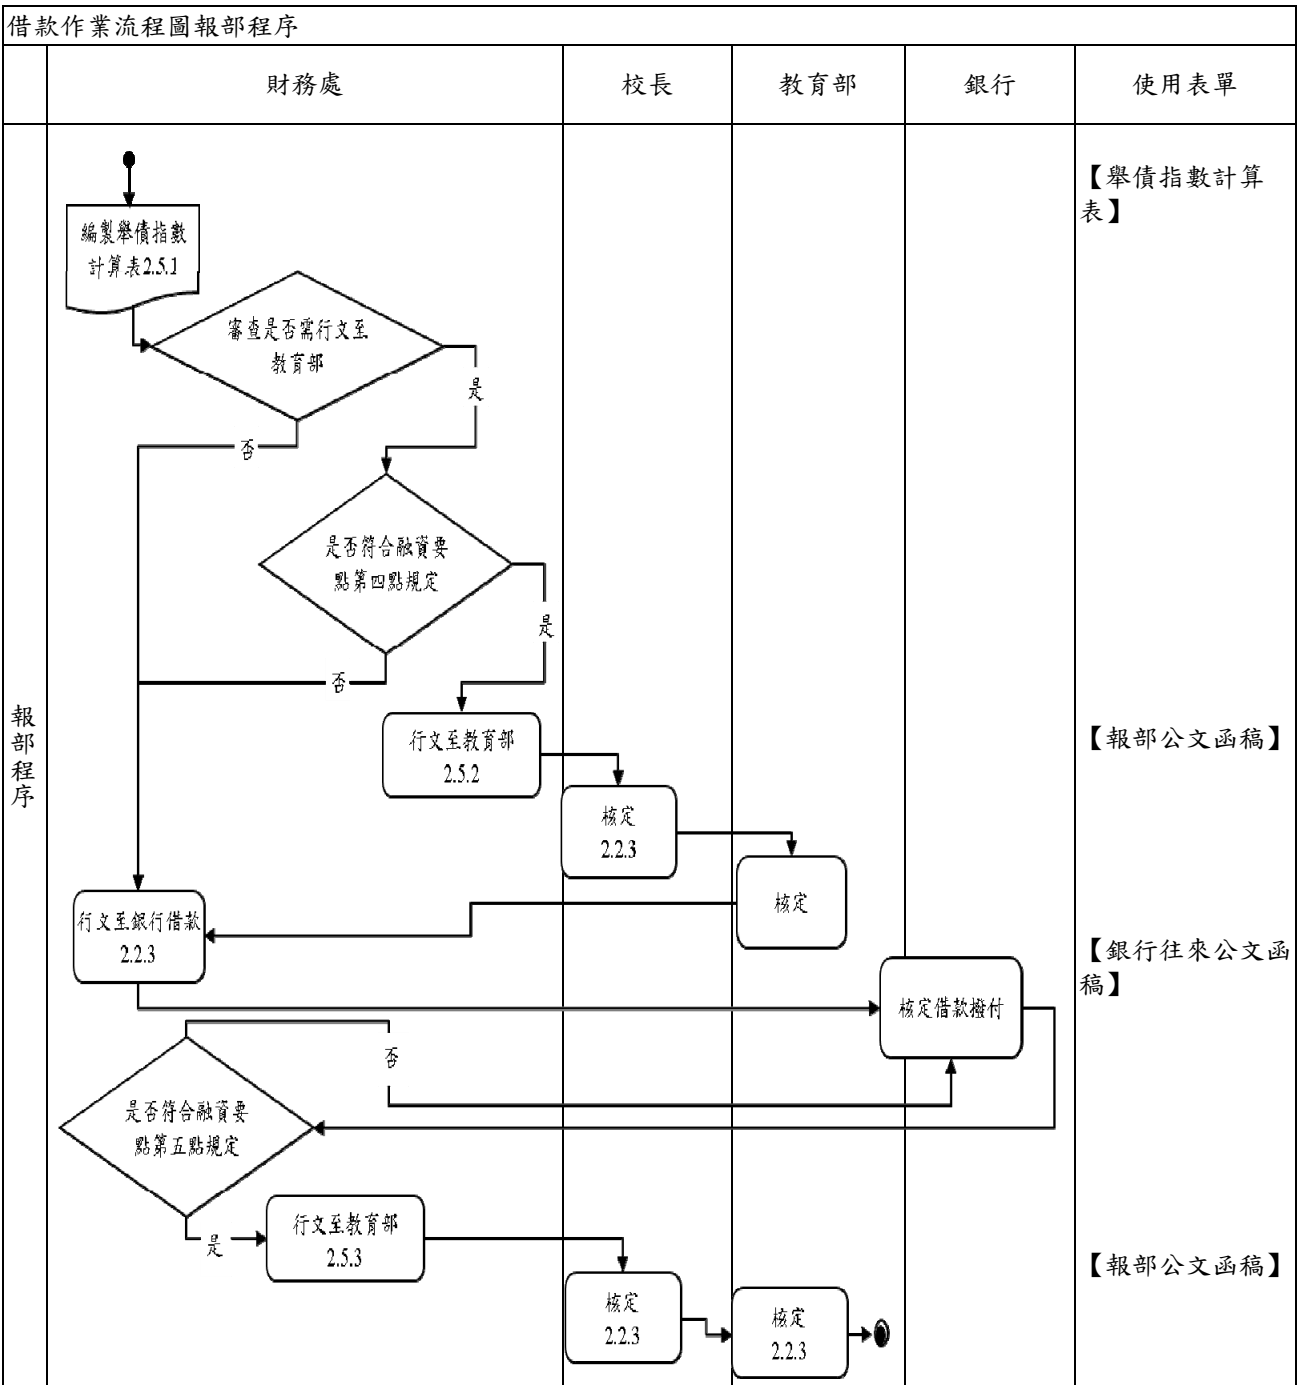 借款作業流程圖報部程序
財務處
校長
教育部
銀行
使用表單
報部程序
【舉債指數計算
表】
編製舉債指數
計算表2.5.1
審查是否需行文至
教育部
是
否
是否符合融資要
點第四點規定
是
否
行文至教育部
2.5.2
【報部公文函稿】
核定
2.2.3
核定
行文至銀行借款
2.2.3
【銀行往來公文函
稿】
核定借款撥付
否
是否符合融資要
點第五點規定
是
行文至教育部
2.5.3
【報部公文函稿】
核定
2.2.3
核定
2.2.3